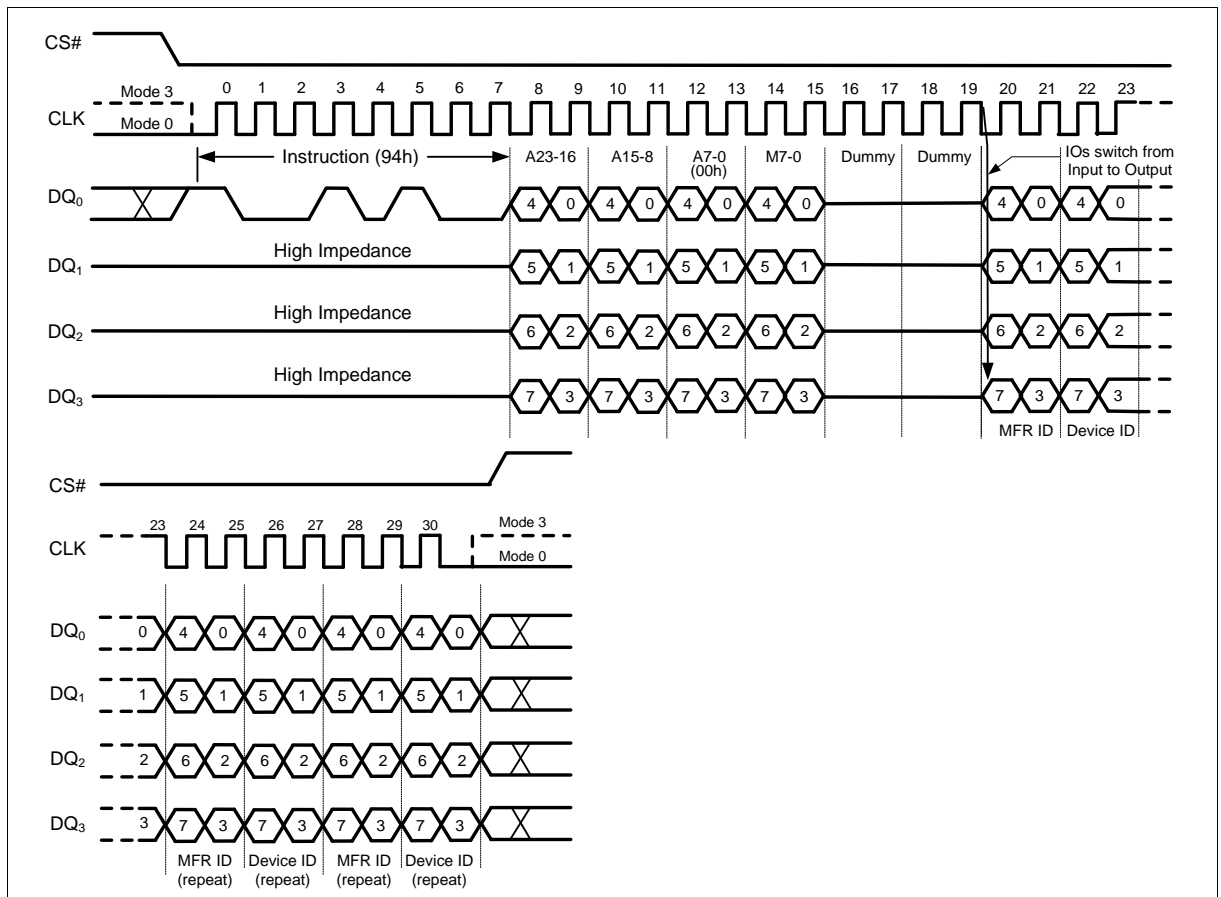 CS#
0 1 2 3 4 5 6 7 8 9 10 11 12 13 14 15 16 17 18 19 20 21 22 23
Mode 3
CLK
Mode 0
Instruction (94h)
A23-16 A15-8 A7-0 M7-0 Dummy Dummy
(00h)
IOs switch from
Input to Output
DQ0 4 0 4 0 4 0 4 0 4 0 4 0
High Impedance
DQ1 5 1 5 1 5 1 5 1 5 1 5 1
High Impedance
DQ2 6 2 6 2 6 2 6 2 6 2 6 2
High Impedance
DQ3 7 3 7 3 7 3 7 3 7 3 7 3
MFR ID Device ID
CS#
23 24 25 26 27 28 29 30
Mode 3
CLK
Mode 0
DQ0 0 4 0 4 0 4 0 4 0
DQ1 1 5 1 5 1 5 1 5 1
DQ2 2 6 2 6 2 6 2 6 2
DQ3 3 7 3 7 3 7 3 7 3
MFR ID Device ID MFR ID Device ID
(repeat) (repeat) (repeat) (repeat)